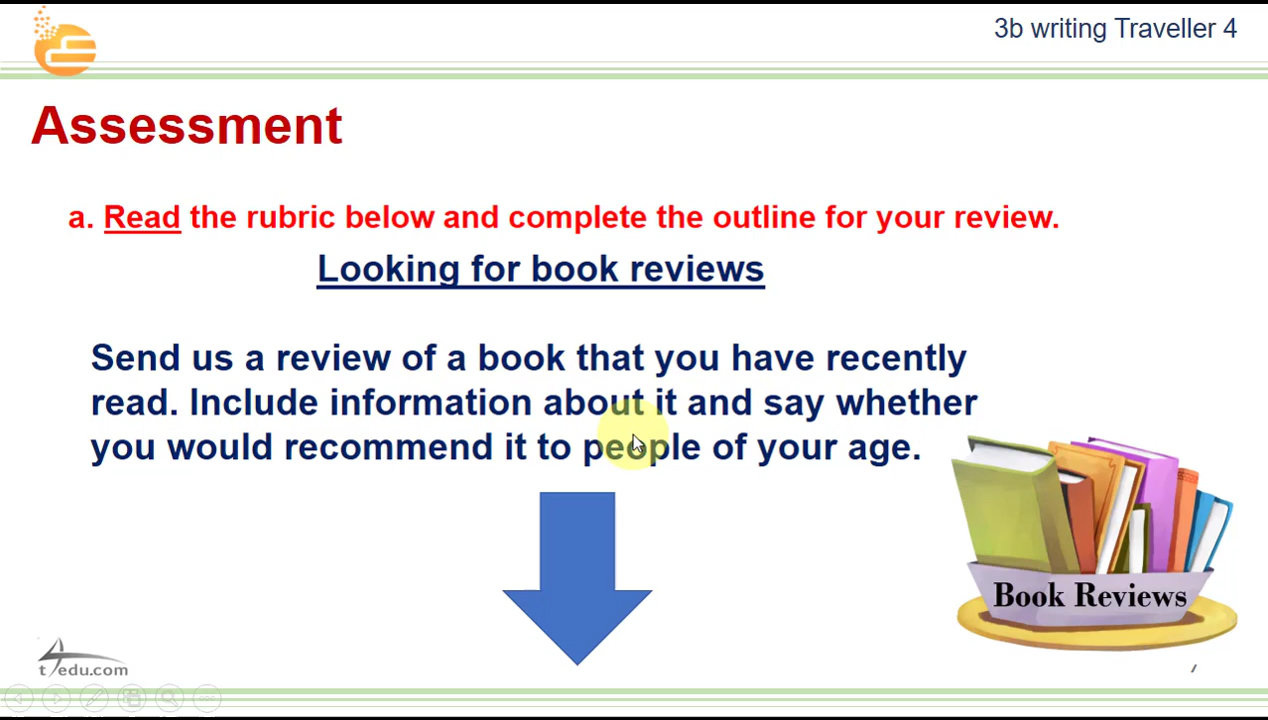 3b writing Traveller 4
Assessment
a. Read the rubric below and complete the outline for your review.
Looking for book reviews
Send us a review of a book that you have recently
read. Include information about it and say whether
you would recommend it to people of your age.
Book Reviews